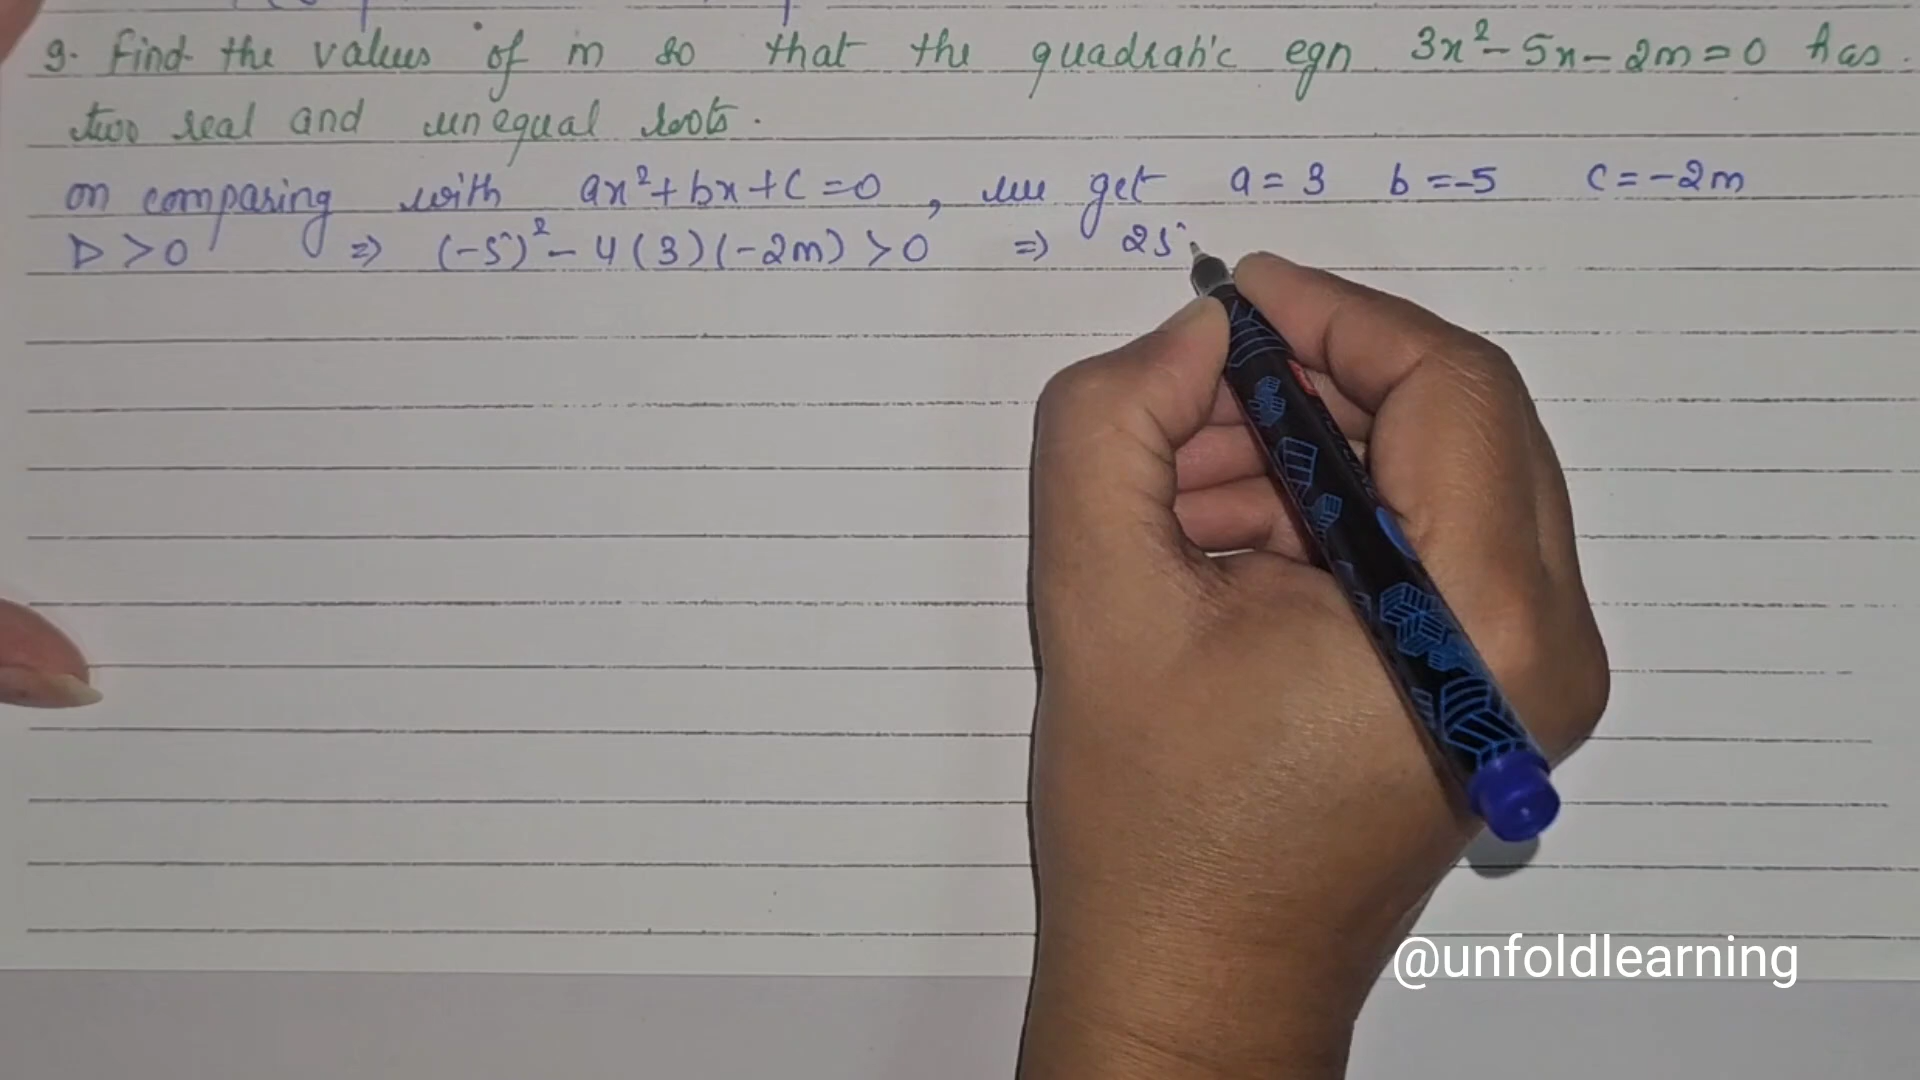 9. Find the values of m so that the quadratic eqn 3x²-5x-2m=0 has
two real and unequal roots.
on comparing with ax²+bx+c=0, we get a=3 b=-5 c=-2m
D>0 ⇒ (-5)²-4(3)(-2m)>0 ⇒ 25
@unfoldlearning